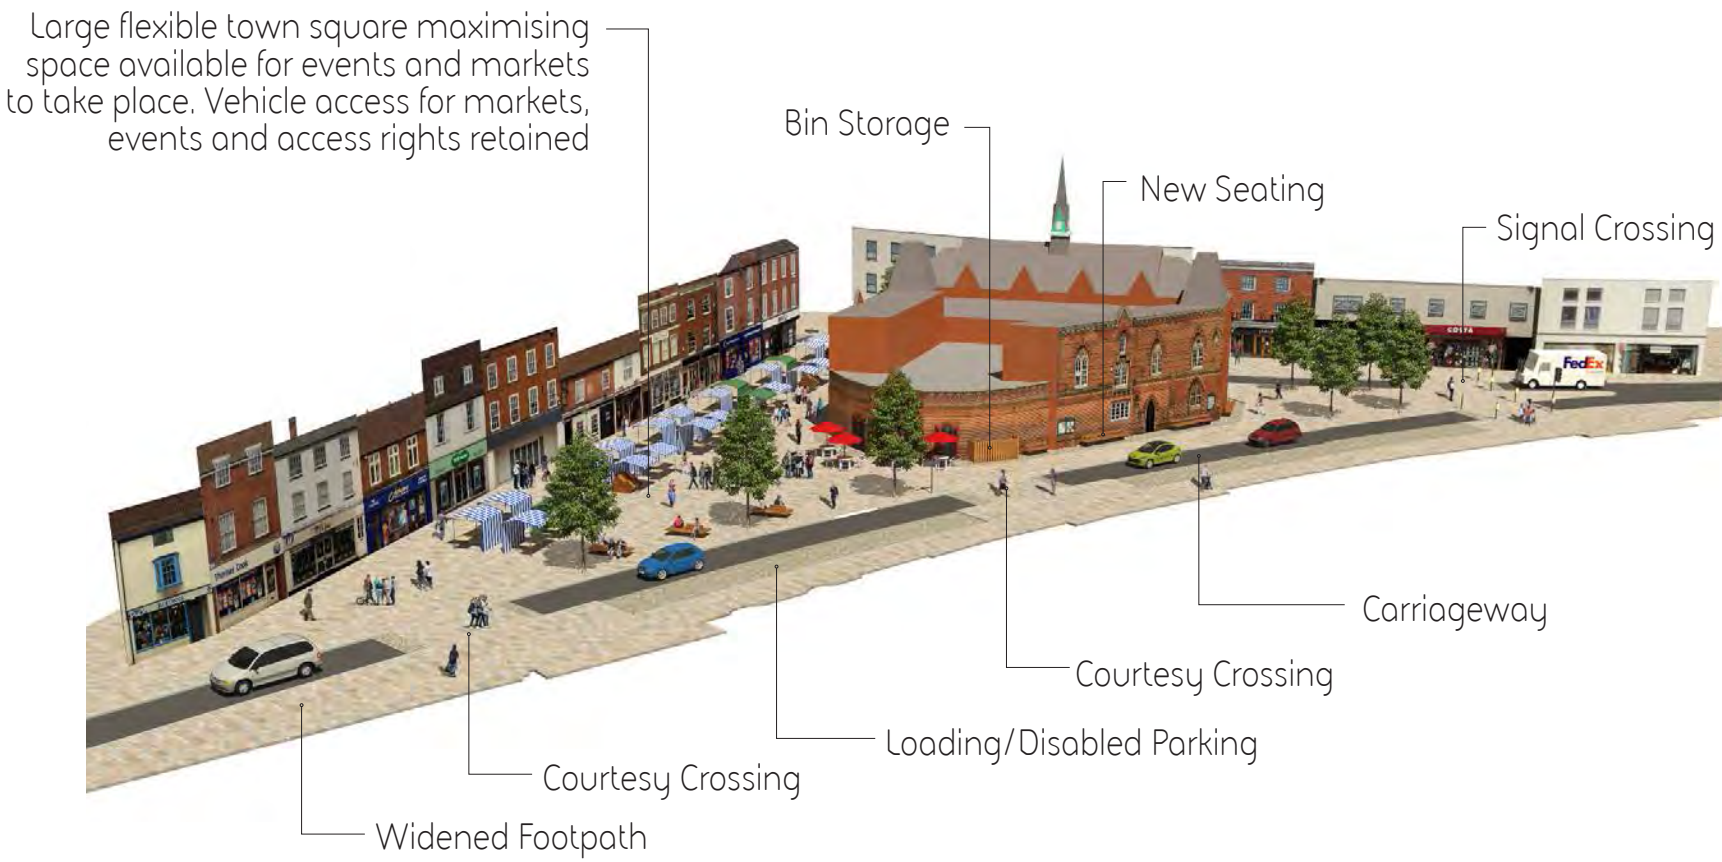 Large flexible town square maximising
space available for events and markets
to take place. Vehicle access for markets,
events and access rights retained
Bin Storage
New Seating
Signal Crossing
COSTA
FedEx
Thomas Cook
Carriageway
Courtesy Crossing
Loading/Disabled Parking
Courtesy Crossing
Widened Footpath